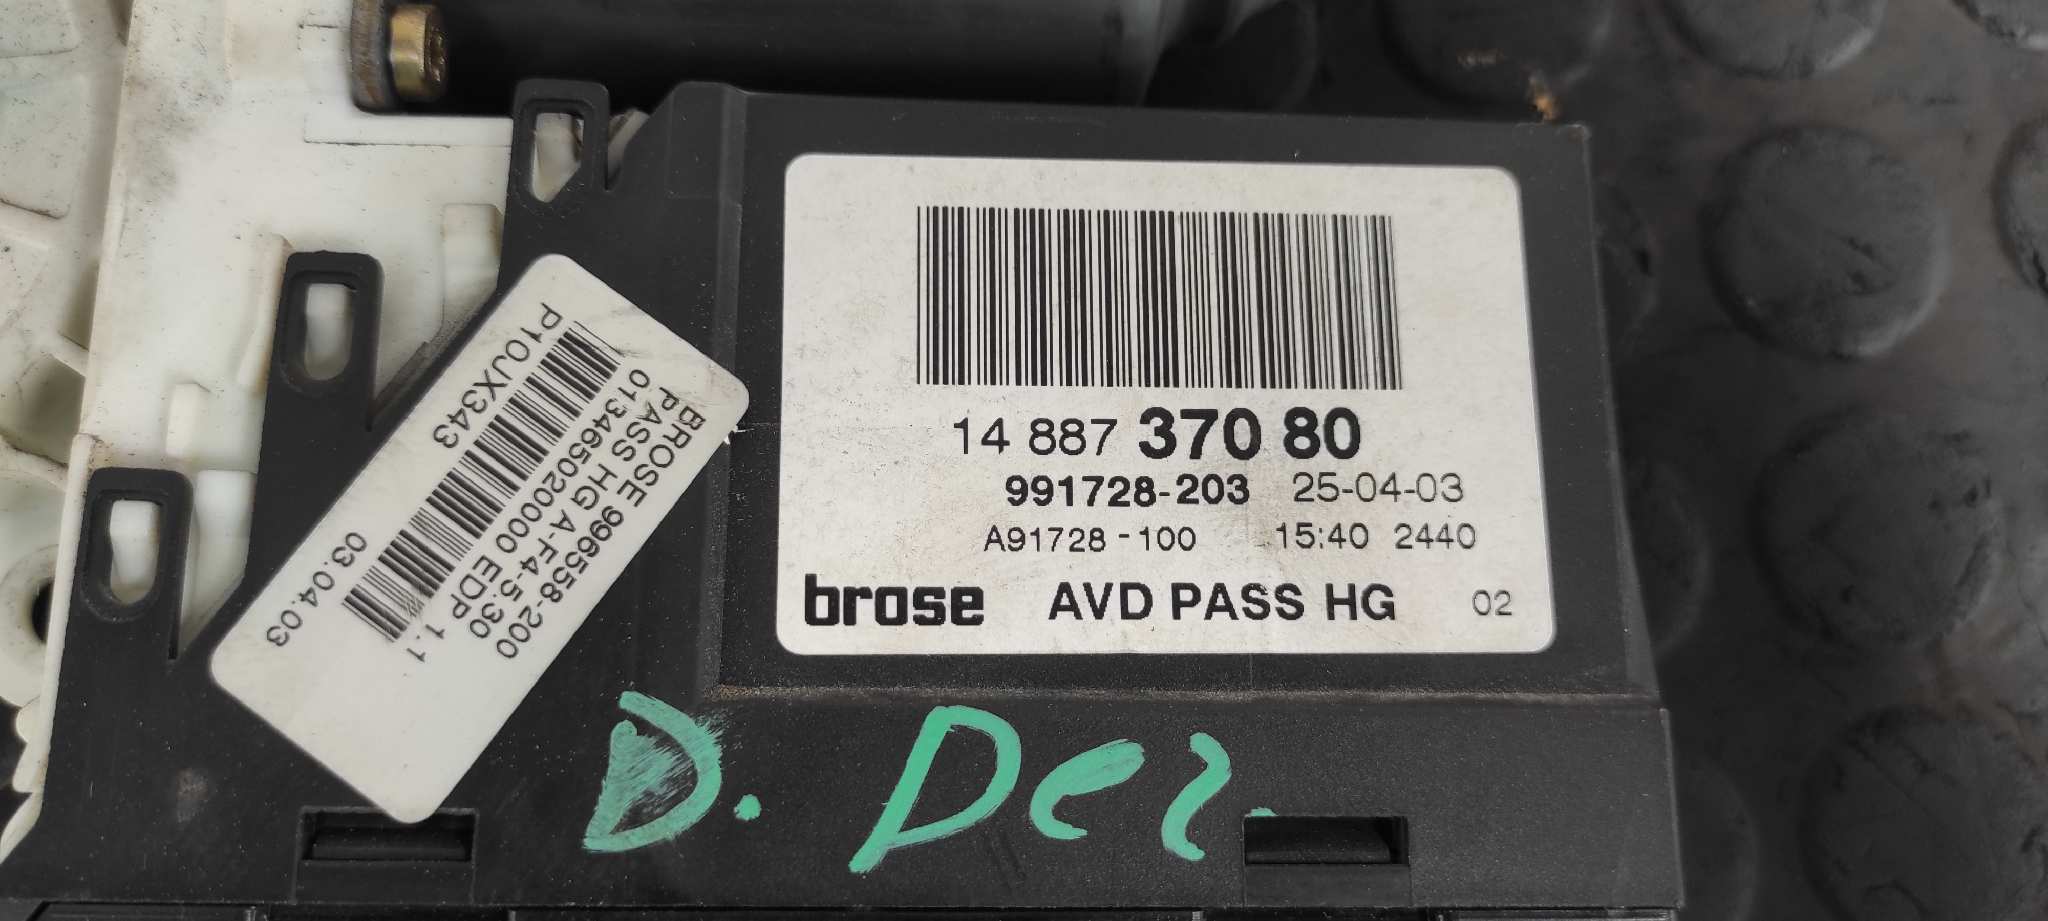 14 887 370 80
991728-203 25-04-03
A91728-100 15:40 2440
brose AVD PASS HG 02
BROSE 996558-200
PASS HG A-F4-5.30
01346502000 EDP 1.1
P10JX343 03.04.03
D. Der.